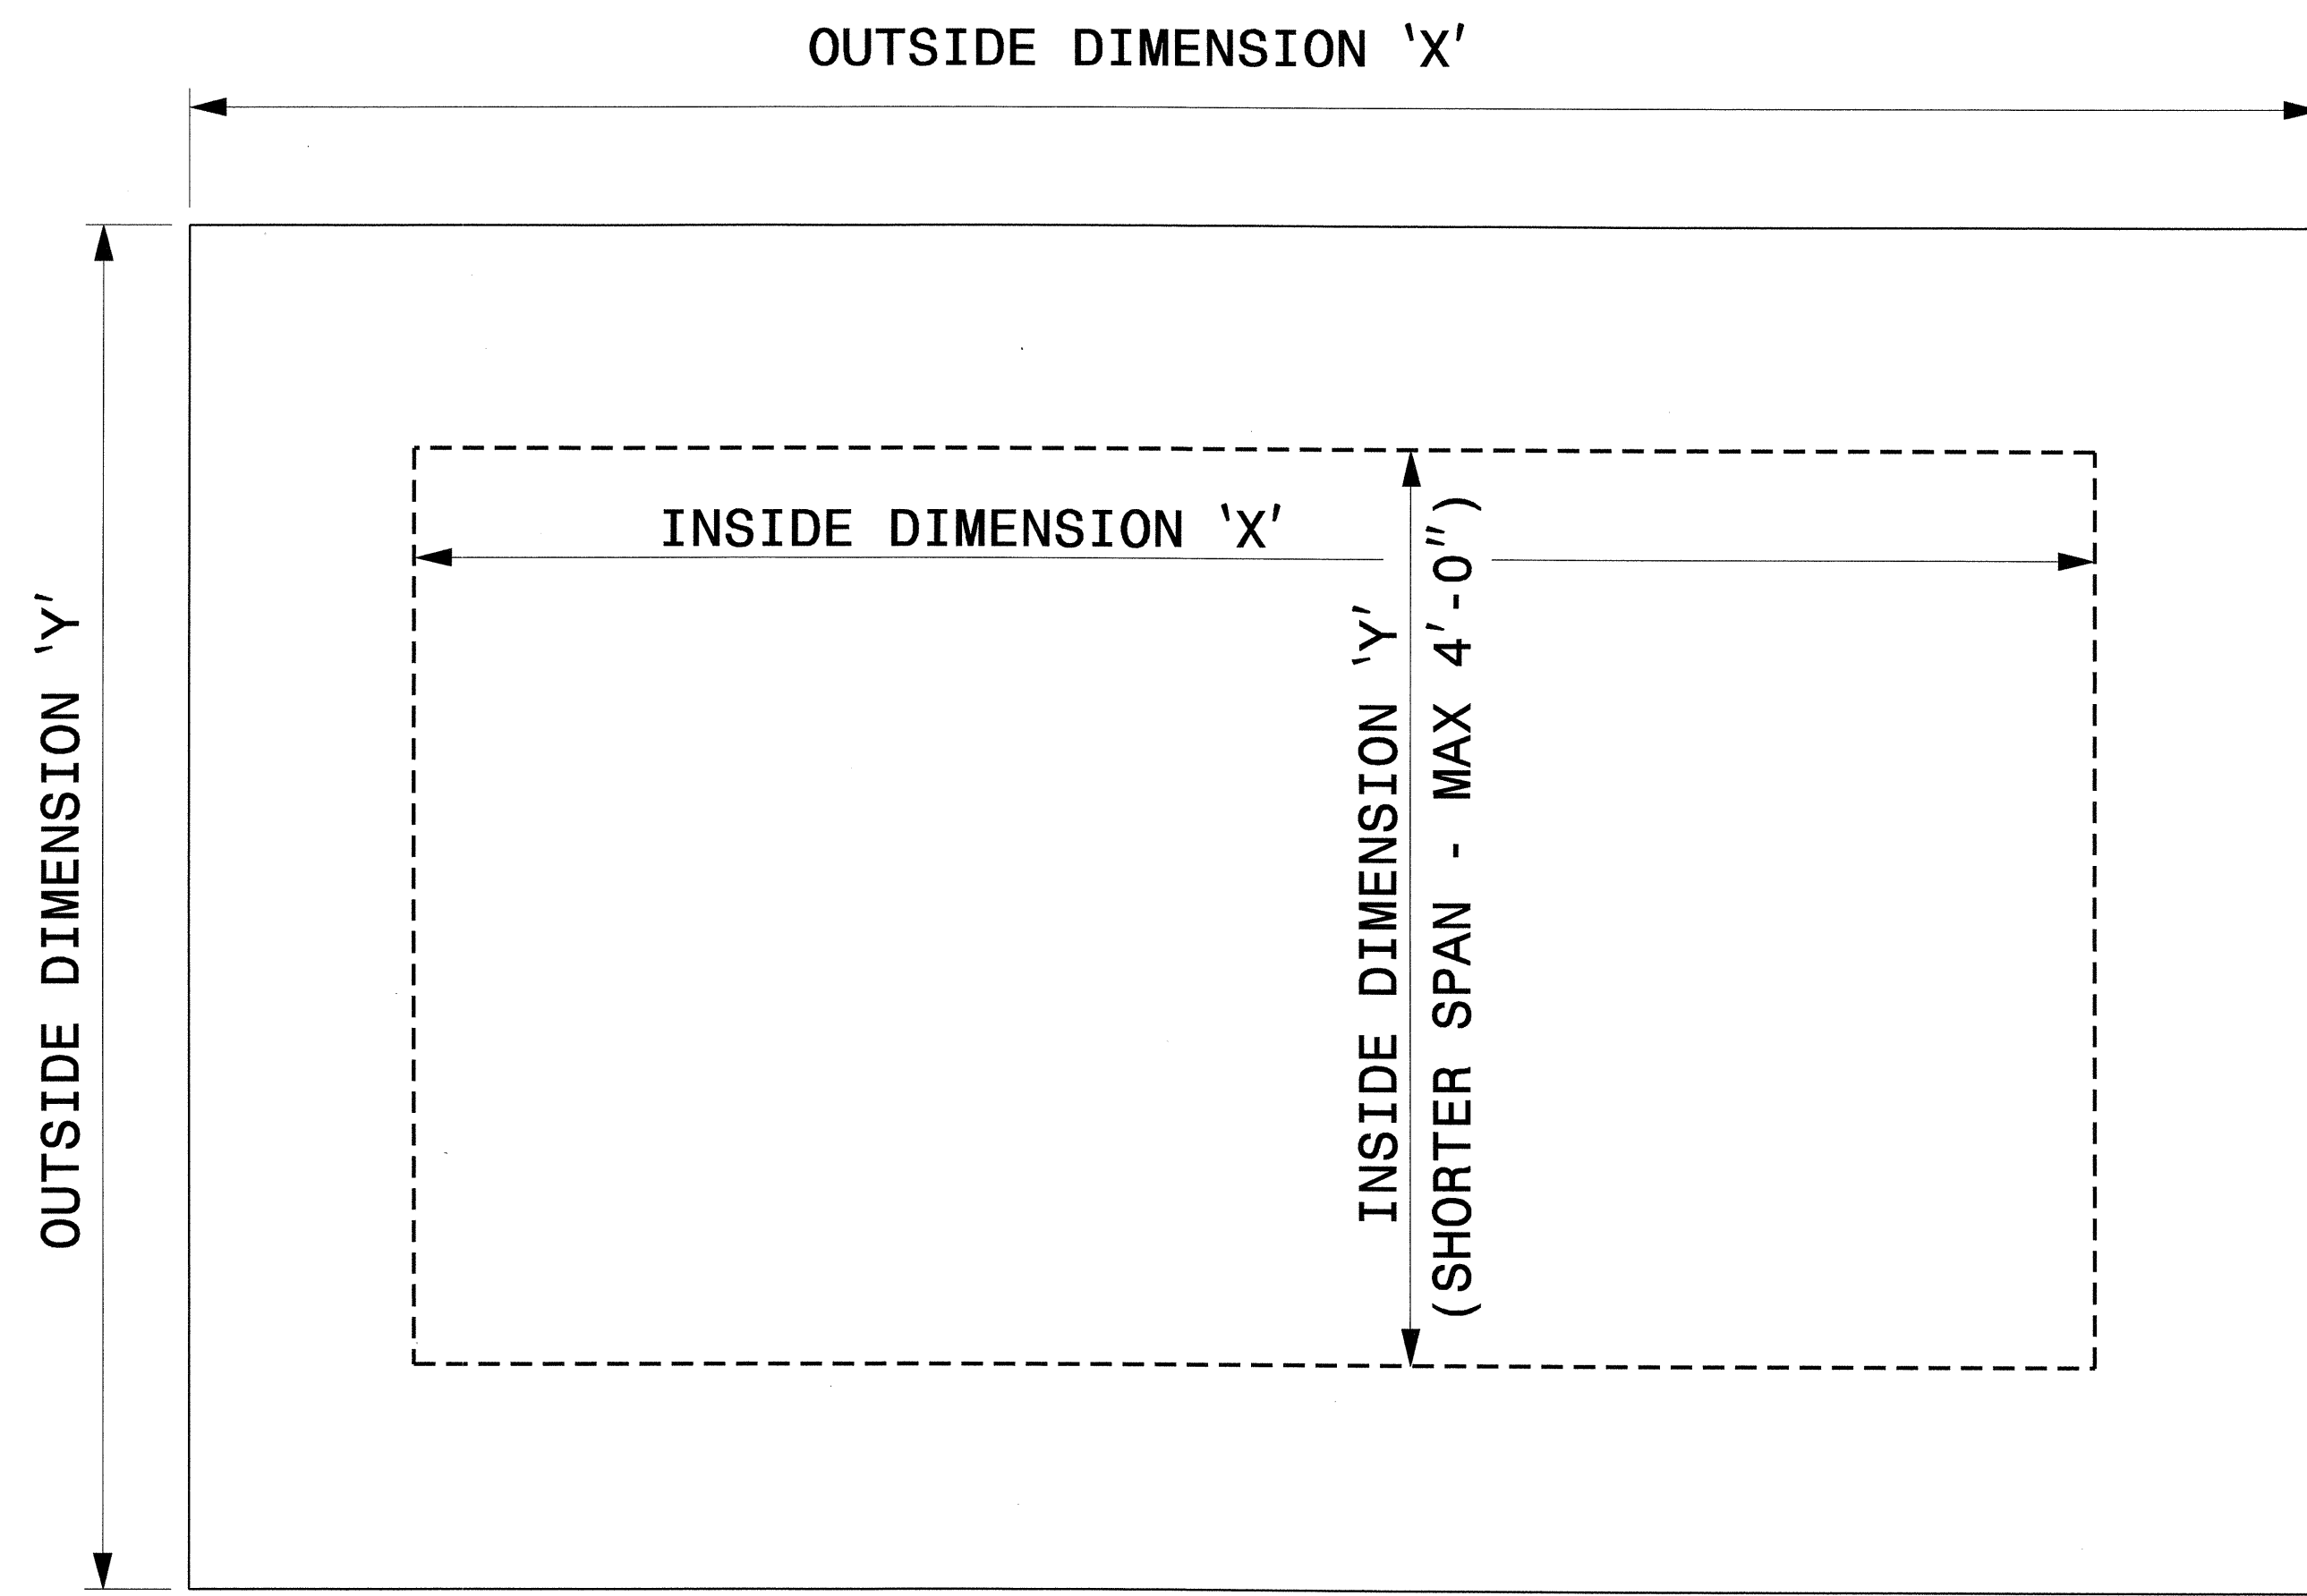 OUTSIDE DIMENSION ‘X’
INSIDE DIMENSION ‘X’
OUTSIDE DIMENSION ‘Y’
INSIDE DIMENSION ‘Y’
(SHORTER SPAN - MAX 4'-0")